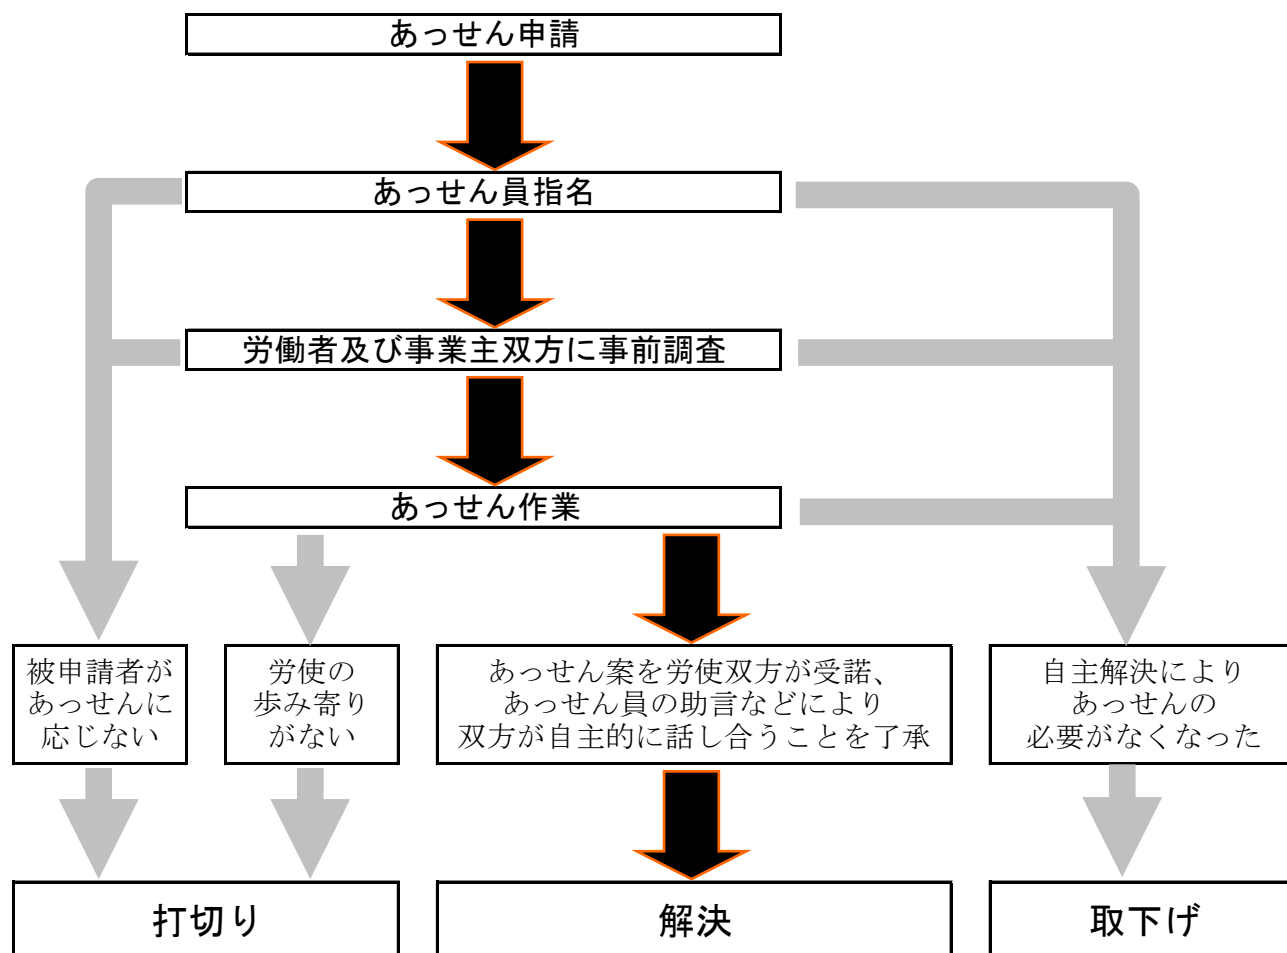 あっせん申請
あっせん員指名
労働者及び事業主双方に事前調査
あっせん作業
被申請者が
あっせんに
応じない
労使の
歩み寄り
がない
あっせん案を労使双方が受諾、
あっせん員の助言などにより
双方が自主的に話し合うことを了承
自主解決により
あっせんの
必要がなくなった
打切り
解決
取下げ